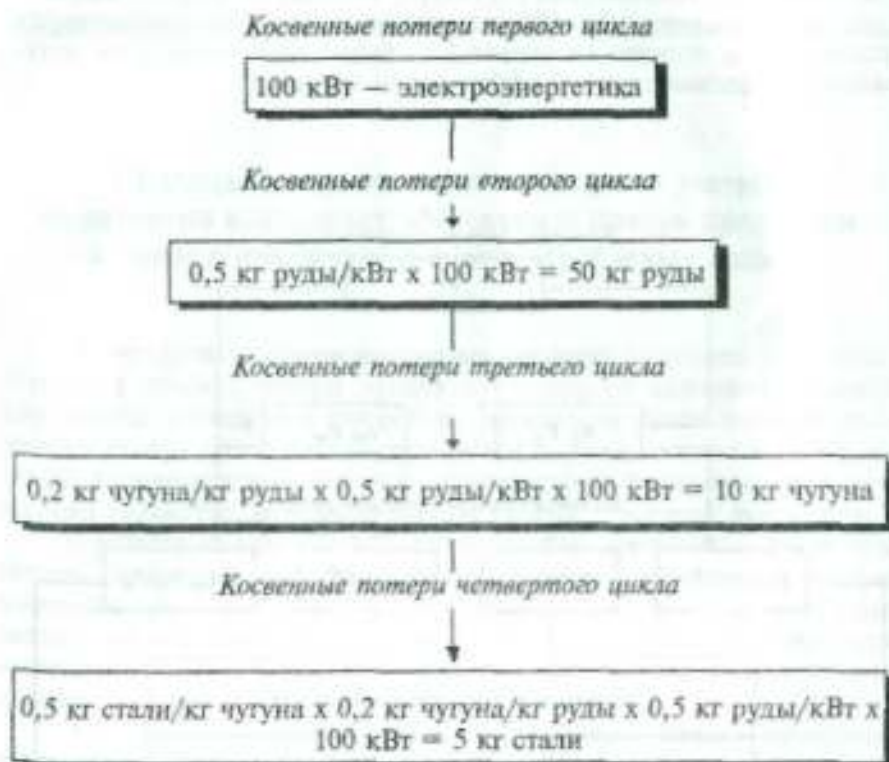 Косвенные потери первого цикла
100 кВт — электроэнергетика
Косвенные потери второго цикла
0,5 кг руды/кВт х 100 кВт = 50 кг руды
Косвенные потери третьего цикла
0,2 кг чугуна/кг руды х 0,5 кг руды/кВт х 100 кВт = 10 кг чугуна
Косвенные потери четвертого цикла
0,5 кг стали/кг чугуна х 0,2 кг чугуна/кг руды х 0,5 кг руды/кВт х
100 кВт = 5 кг стали